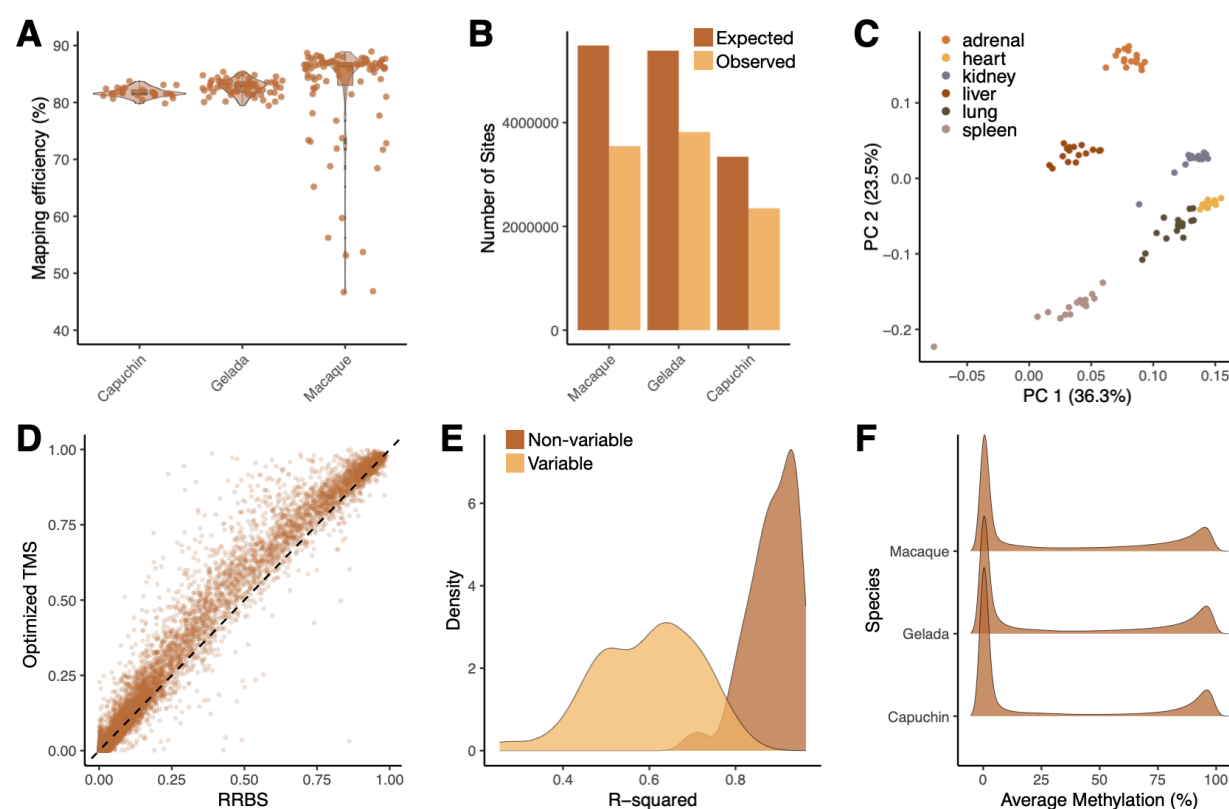 A
Mapping efficiency (%)
90
80
70
60
50
40
Capuchin
Gelada
Macaque
B
Expected
Observed
Number of Sites
4000000
2000000
0
Macaque
Gelada
Capuchin
C
adrenal
heart
kidney
liver
lung
spleen
PC 2 (23.5%)
0.1
0.0
−0.1
−0.2
−0.05
0.00
0.05
0.10
0.15
PC 1 (36.3%)
D
Optimized TMS
1.00
0.75
0.50
0.25
0.00
0.00
0.25
0.50
0.75
1.00
RRBS
E
Non−variable
Variable
Density
6
4
2
0
0.4
0.6
0.8
R−squared
F
Species
Macaque
Gelada
Capuchin
0
25
50
75
100
Average Methylation (%)